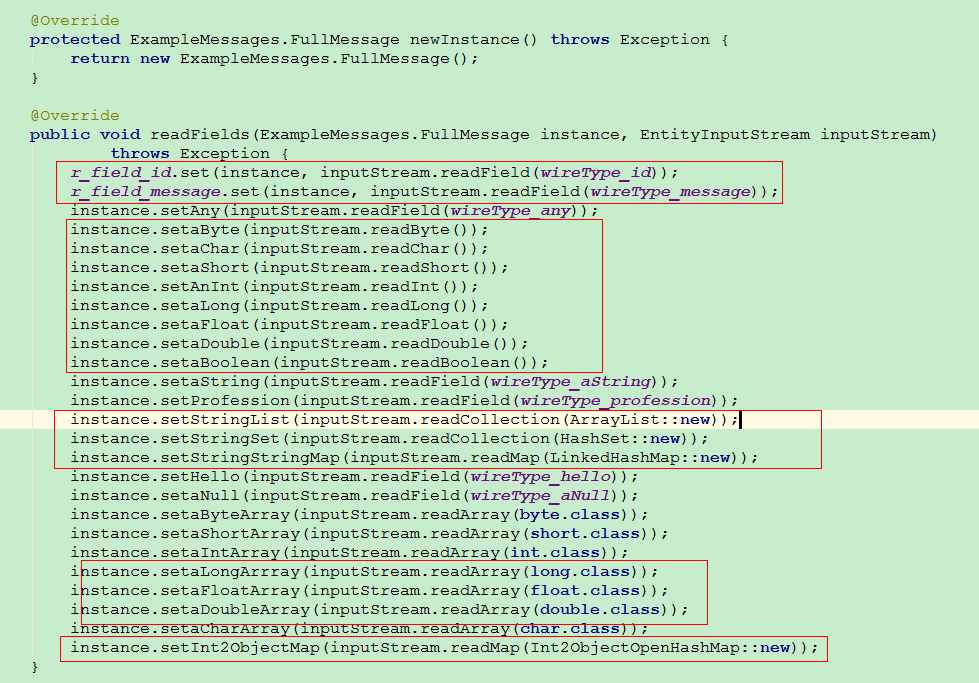 @Override
protected ExampleMessages.FullMessage newInstance() throws Exception {
return new ExampleMessages.FullMessage();
}
@Override
public void readFields(ExampleMessages.FullMessage instance, EntityInputStream inputStream)
throws Exception {
r_field_id.set(instance, inputStream.readField(wireType_id));
r_field_message.set(instance, inputStream.readField(wireType_message));
instance.setAny(inputStream.readField(wireType_any));
instance.setaByte(inputStream.readByte());
instance.setaChar(inputStream.readChar());
instance.setaShort(inputStream.readShort());
instance.setAnInt(inputStream.readInt());
instance.setaLong(inputStream.readLong());
instance.setaFloat(inputStream.readFloat());
instance.setaDouble(inputStream.readDouble());
instance.setaBoolean(inputStream.readBoolean());
instance.setaString(inputStream.readField(wireType_aString));
instance.setProfession(inputStream.readField(wireType_profession));
instance.setStringList(inputStream.readCollection(ArrayList::new));
instance.setStringSet(inputStream.readCollection(HashSet::new));
instance.setStringStringMap(inputStream.readMap(LinkedHashMap::new));
instance.setHello(inputStream.readField(wireType_hello));
instance.setaNull(inputStream.readField(wireType_aNull));
instance.setaByteArray(inputStream.readArray(byte.class));
instance.setaShortArray(inputStream.readArray(short.class));
instance.setaIntArray(inputStream.readArray(int.class));
instance.setaLongArrray(inputStream.readArray(long.class));
instance.setaFloatArray(inputStream.readArray(float.class));
instance.setaDoubleArray(inputStream.readArray(double.class));
instance.setaCharArray(inputStream.readArray(char.class));
instance.setInt2ObjectMap(inputStream.readMap(Int2ObjectOpenHashMap::new));
}